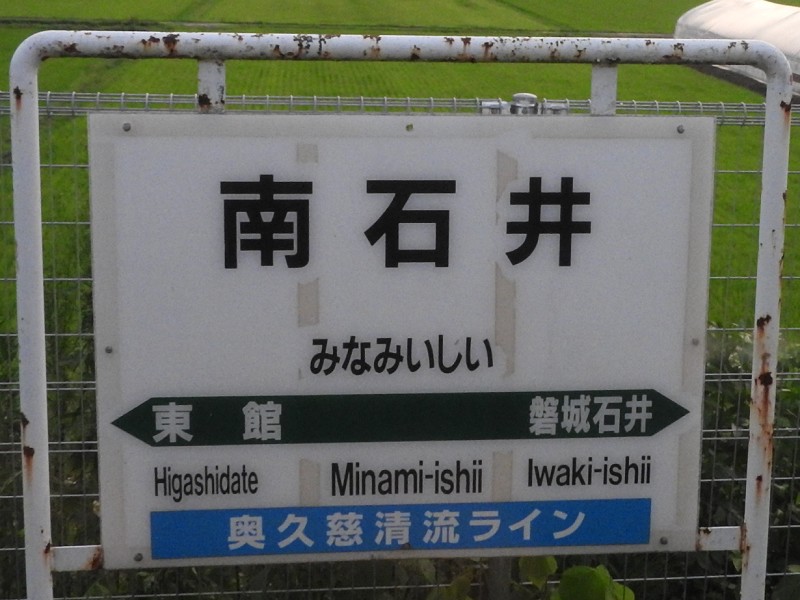 南石井
みなみいしい
東館 磐城石井
Higashidate Minami-ishii Iwaki-ishii
奥久慈清流ライン